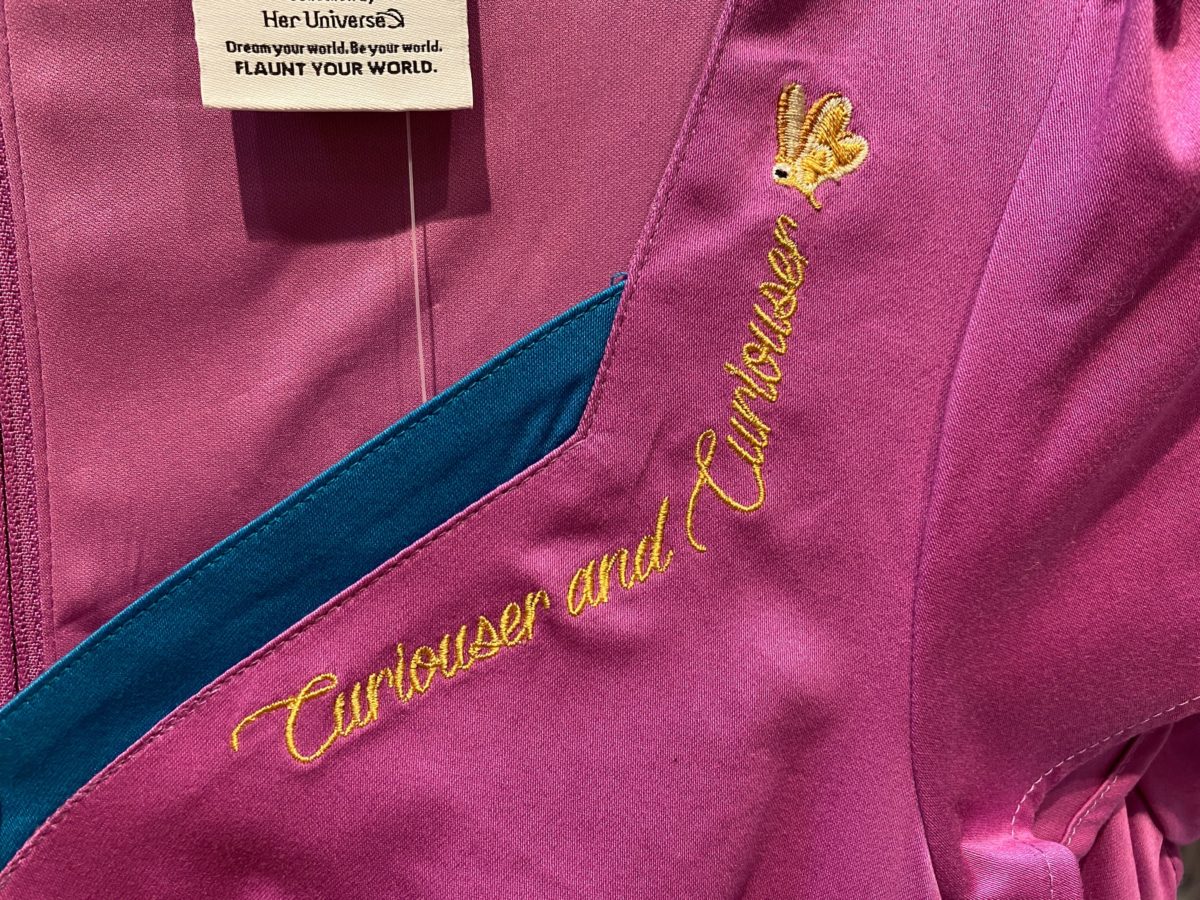 Her Universe
Dream your world. Be your world.
FLAUNT YOUR WORLD.
Curiouser and Curiouser